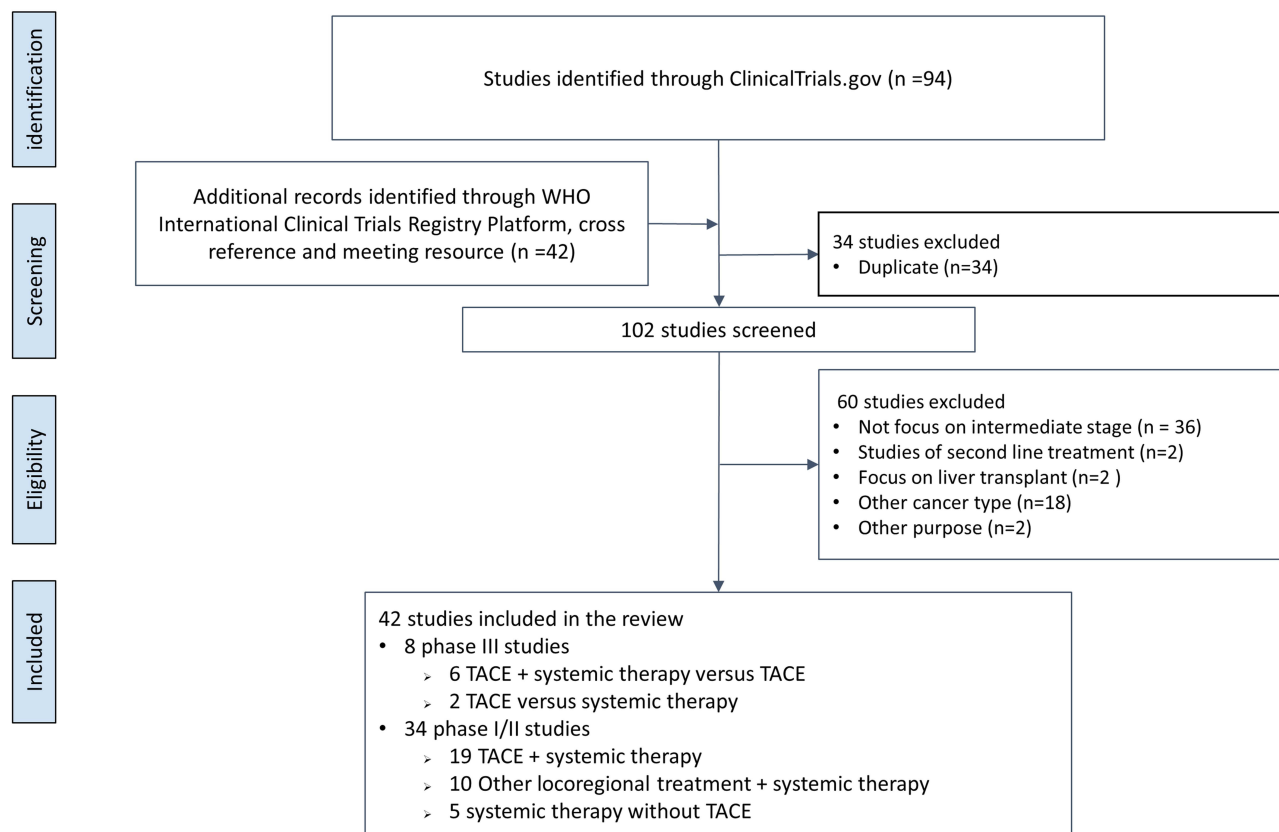 identification
Studies identified through ClinicalTrials.gov (n =94)
Additional records identified through WHO
International Clinical Trials Registry Platform, cross
reference and meeting resource (n =42)
Screening
34 studies excluded
• Duplicate (n=34)
102 studies screened
Eligibility
60 studies excluded
• Not focus on intermediate stage (n = 36)
• Studies of second line treatment (n=2)
• Focus on liver transplant (n=2 )
• Other cancer type (n=18)
• Other purpose (n=2)
Included
42 studies included in the review
• 8 phase III studies
➢ 6 TACE + systemic therapy versus TACE
➢ 2 TACE versus systemic therapy
• 34 phase I/II studies
➢ 19 TACE + systemic therapy
➢ 10 Other locoregional treatment + systemic therapy
➢ 5 systemic therapy without TACE